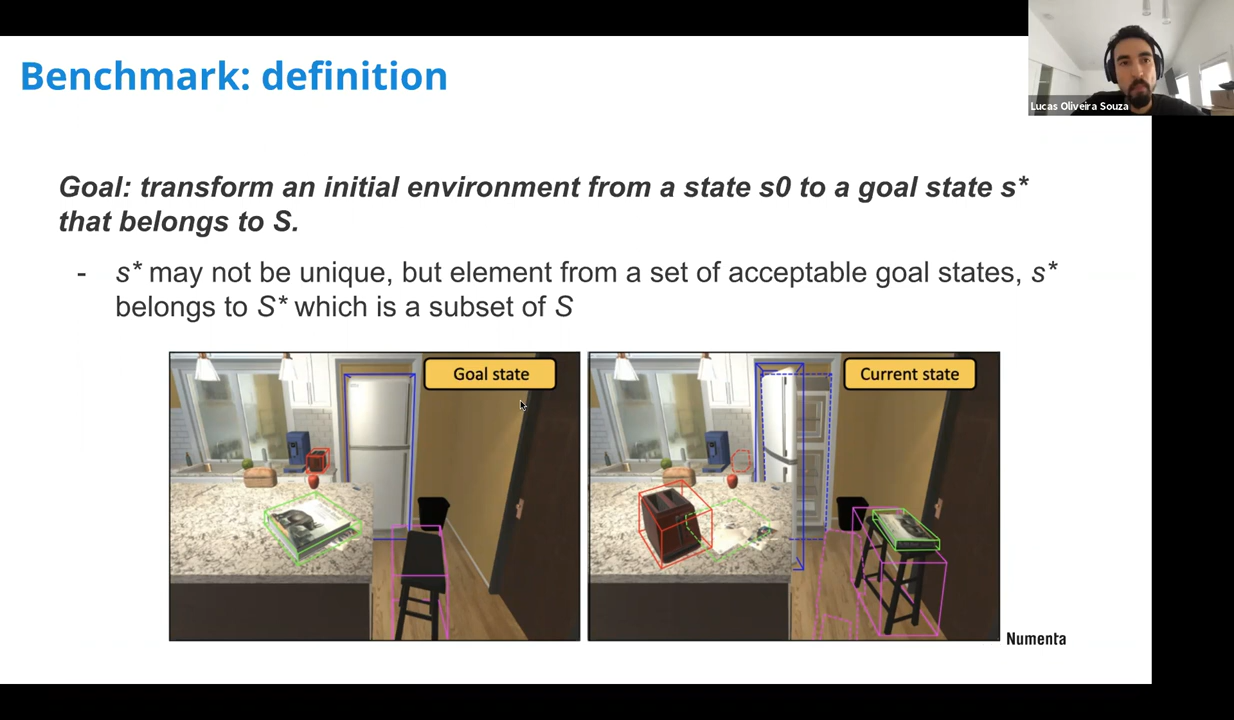 Benchmark: definition
Lucas Oliveira Souza
Goal: transform an initial environment from a state s0 to a goal state s*
that belongs to S.
- s* may not be unique, but element from a set of acceptable goal states, s*
belongs to S* which is a subset of S
Goal state
Current state
Numenta